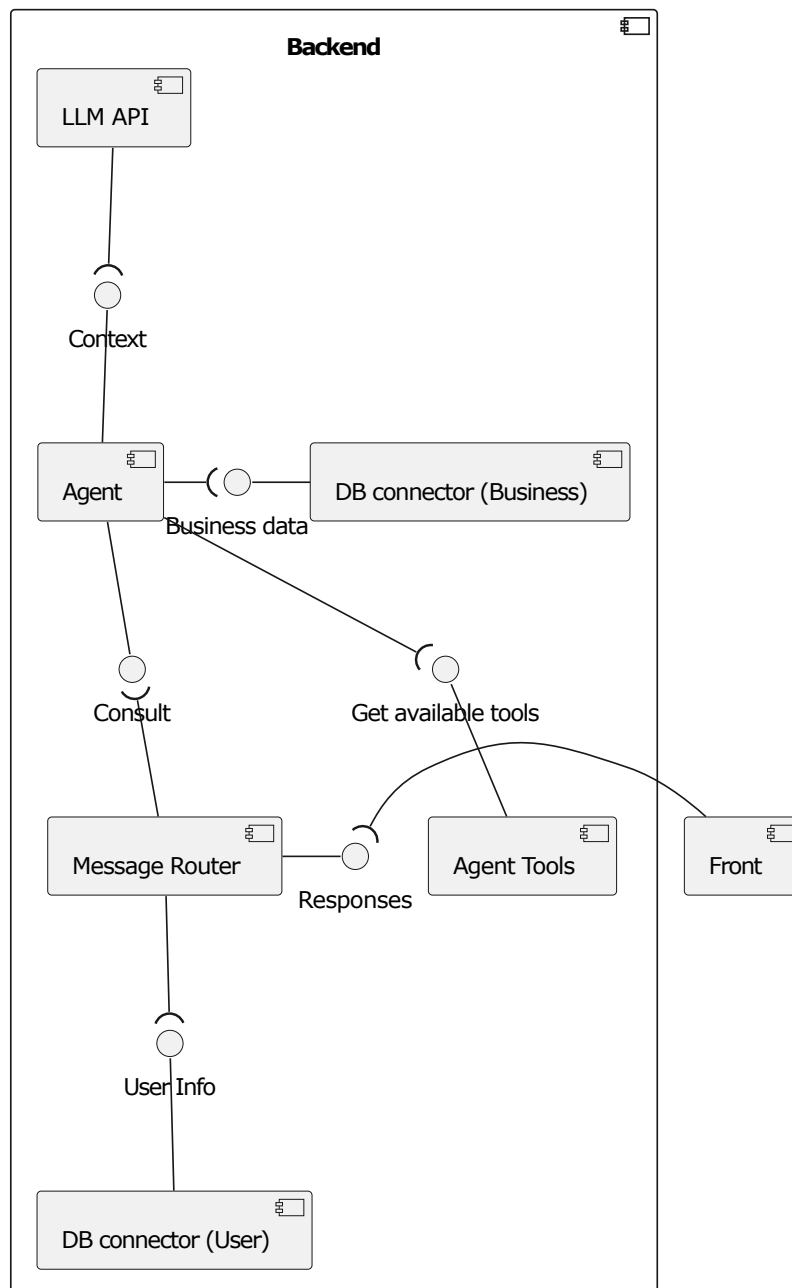 Backend
LLM API
Context
Agent
DB connector (Business)
Business data
Consult
Get available tools
Message Router
Agent Tools
Front
Responses
User Info
DB connector (User)